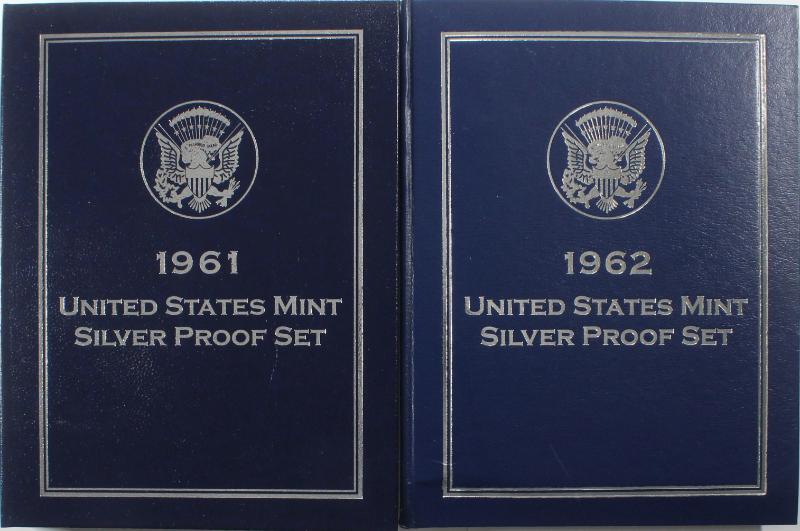 1961
UNITED STATES MINT
SILVER PROOF SET
1962
UNITED STATES MINT
SILVER PROOF SET